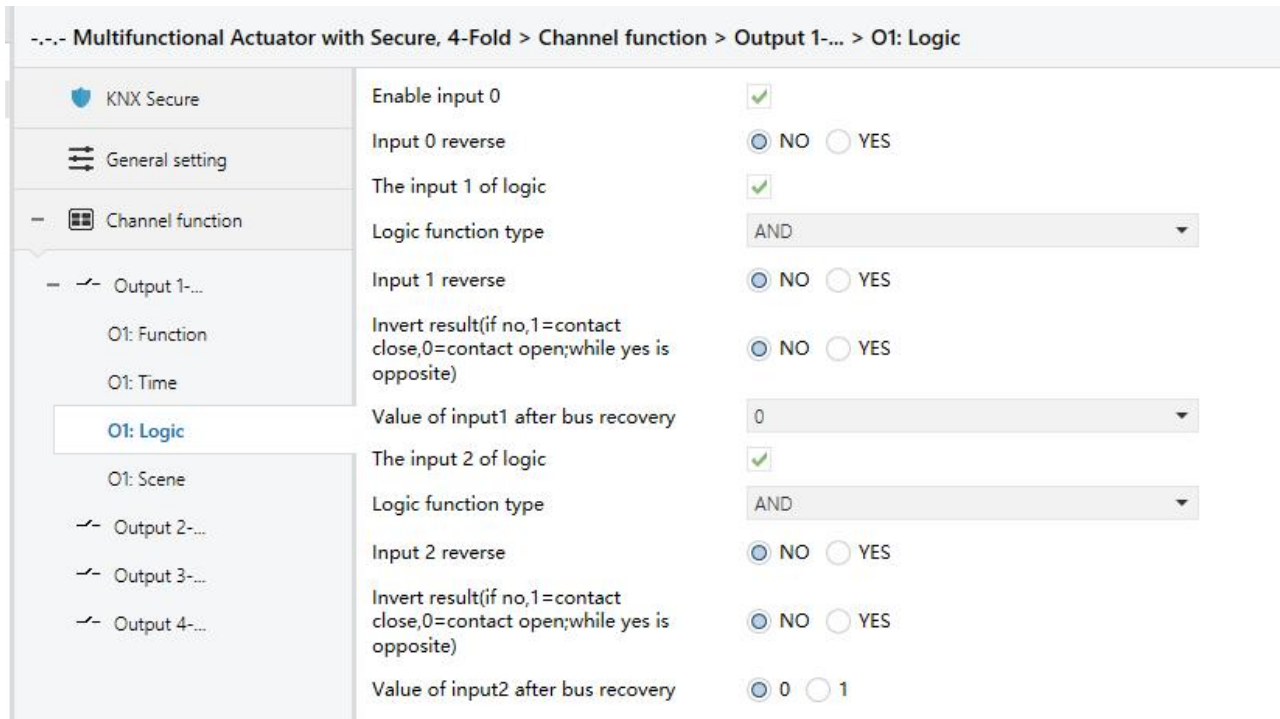 -.-.- Multifunctional Actuator with Secure, 4-Fold > Channel function > Output 1-... > O1: Logic
KNX Secure
General setting
Channel function
Output 1-...
O1: Function
O1: Time
O1: Logic
O1: Scene
Output 2-...
Output 3-...
Output 4-...
Enable input 0
Input 0 reverse NO YES
The input 1 of logic
Logic function type AND
Input 1 reverse NO YES
Invert result(if no,1=contact
close,0=contact open;while yes is
opposite) NO YES
Value of input1 after bus recovery 0
The input 2 of logic
Logic function type AND
Input 2 reverse NO YES
Invert result(if no,1=contact
close,0=contact open;while yes is
opposite) NO YES
Value of input2 after bus recovery 0 1